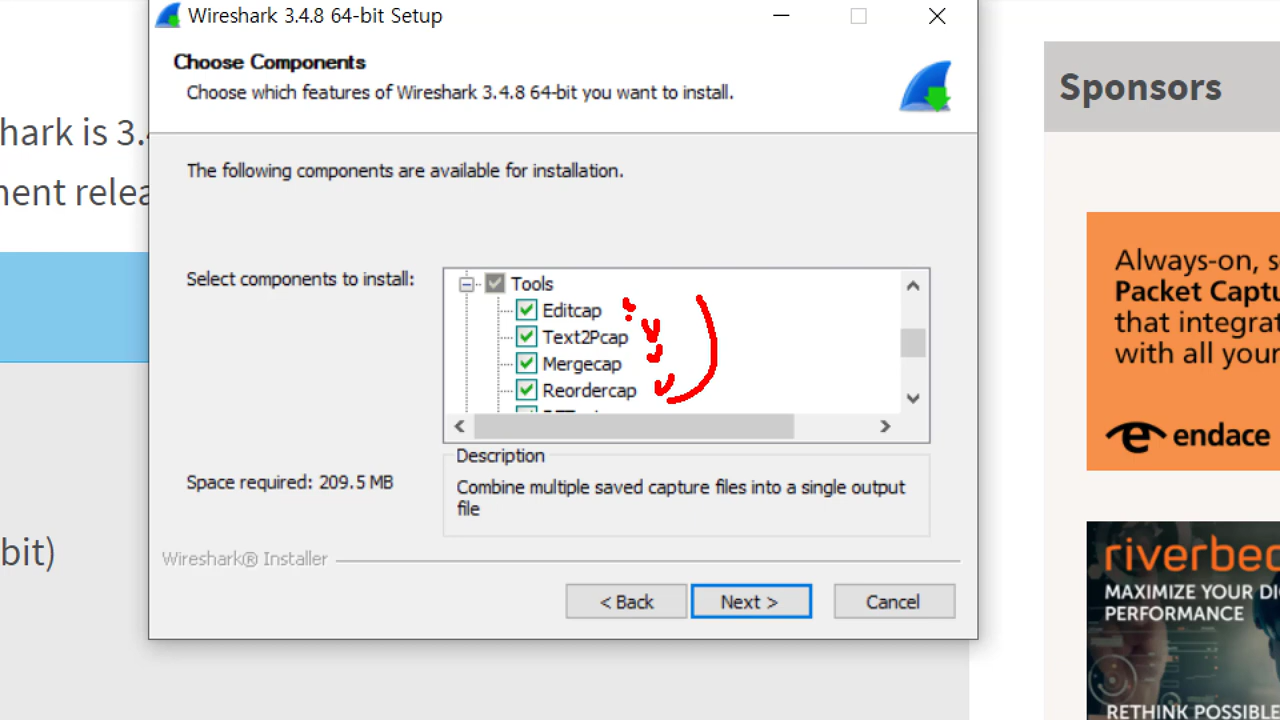 Wireshark 3.4.8 64-bit Setup
Choose Components
Choose which features of Wireshark 3.4.8 64-bit you want to install.
Sponsors
hark is 3.4
The following components are available for installation.
nent relea
Select components to install:
Tools
Editcap
Text2Pcap
Mergecap
Reordercap
Always-on, s
Packet Captu
that integrat
with all your
endace
Description
Space required: 209.5 MB
Combine multiple saved capture files into a single output
file
bit)
Wireshark® Installer
< Back
Next >
Cancel
riverbed
MAXIMIZE YOUR DI
PERFORMANCE
RETHINK POSSIBLE